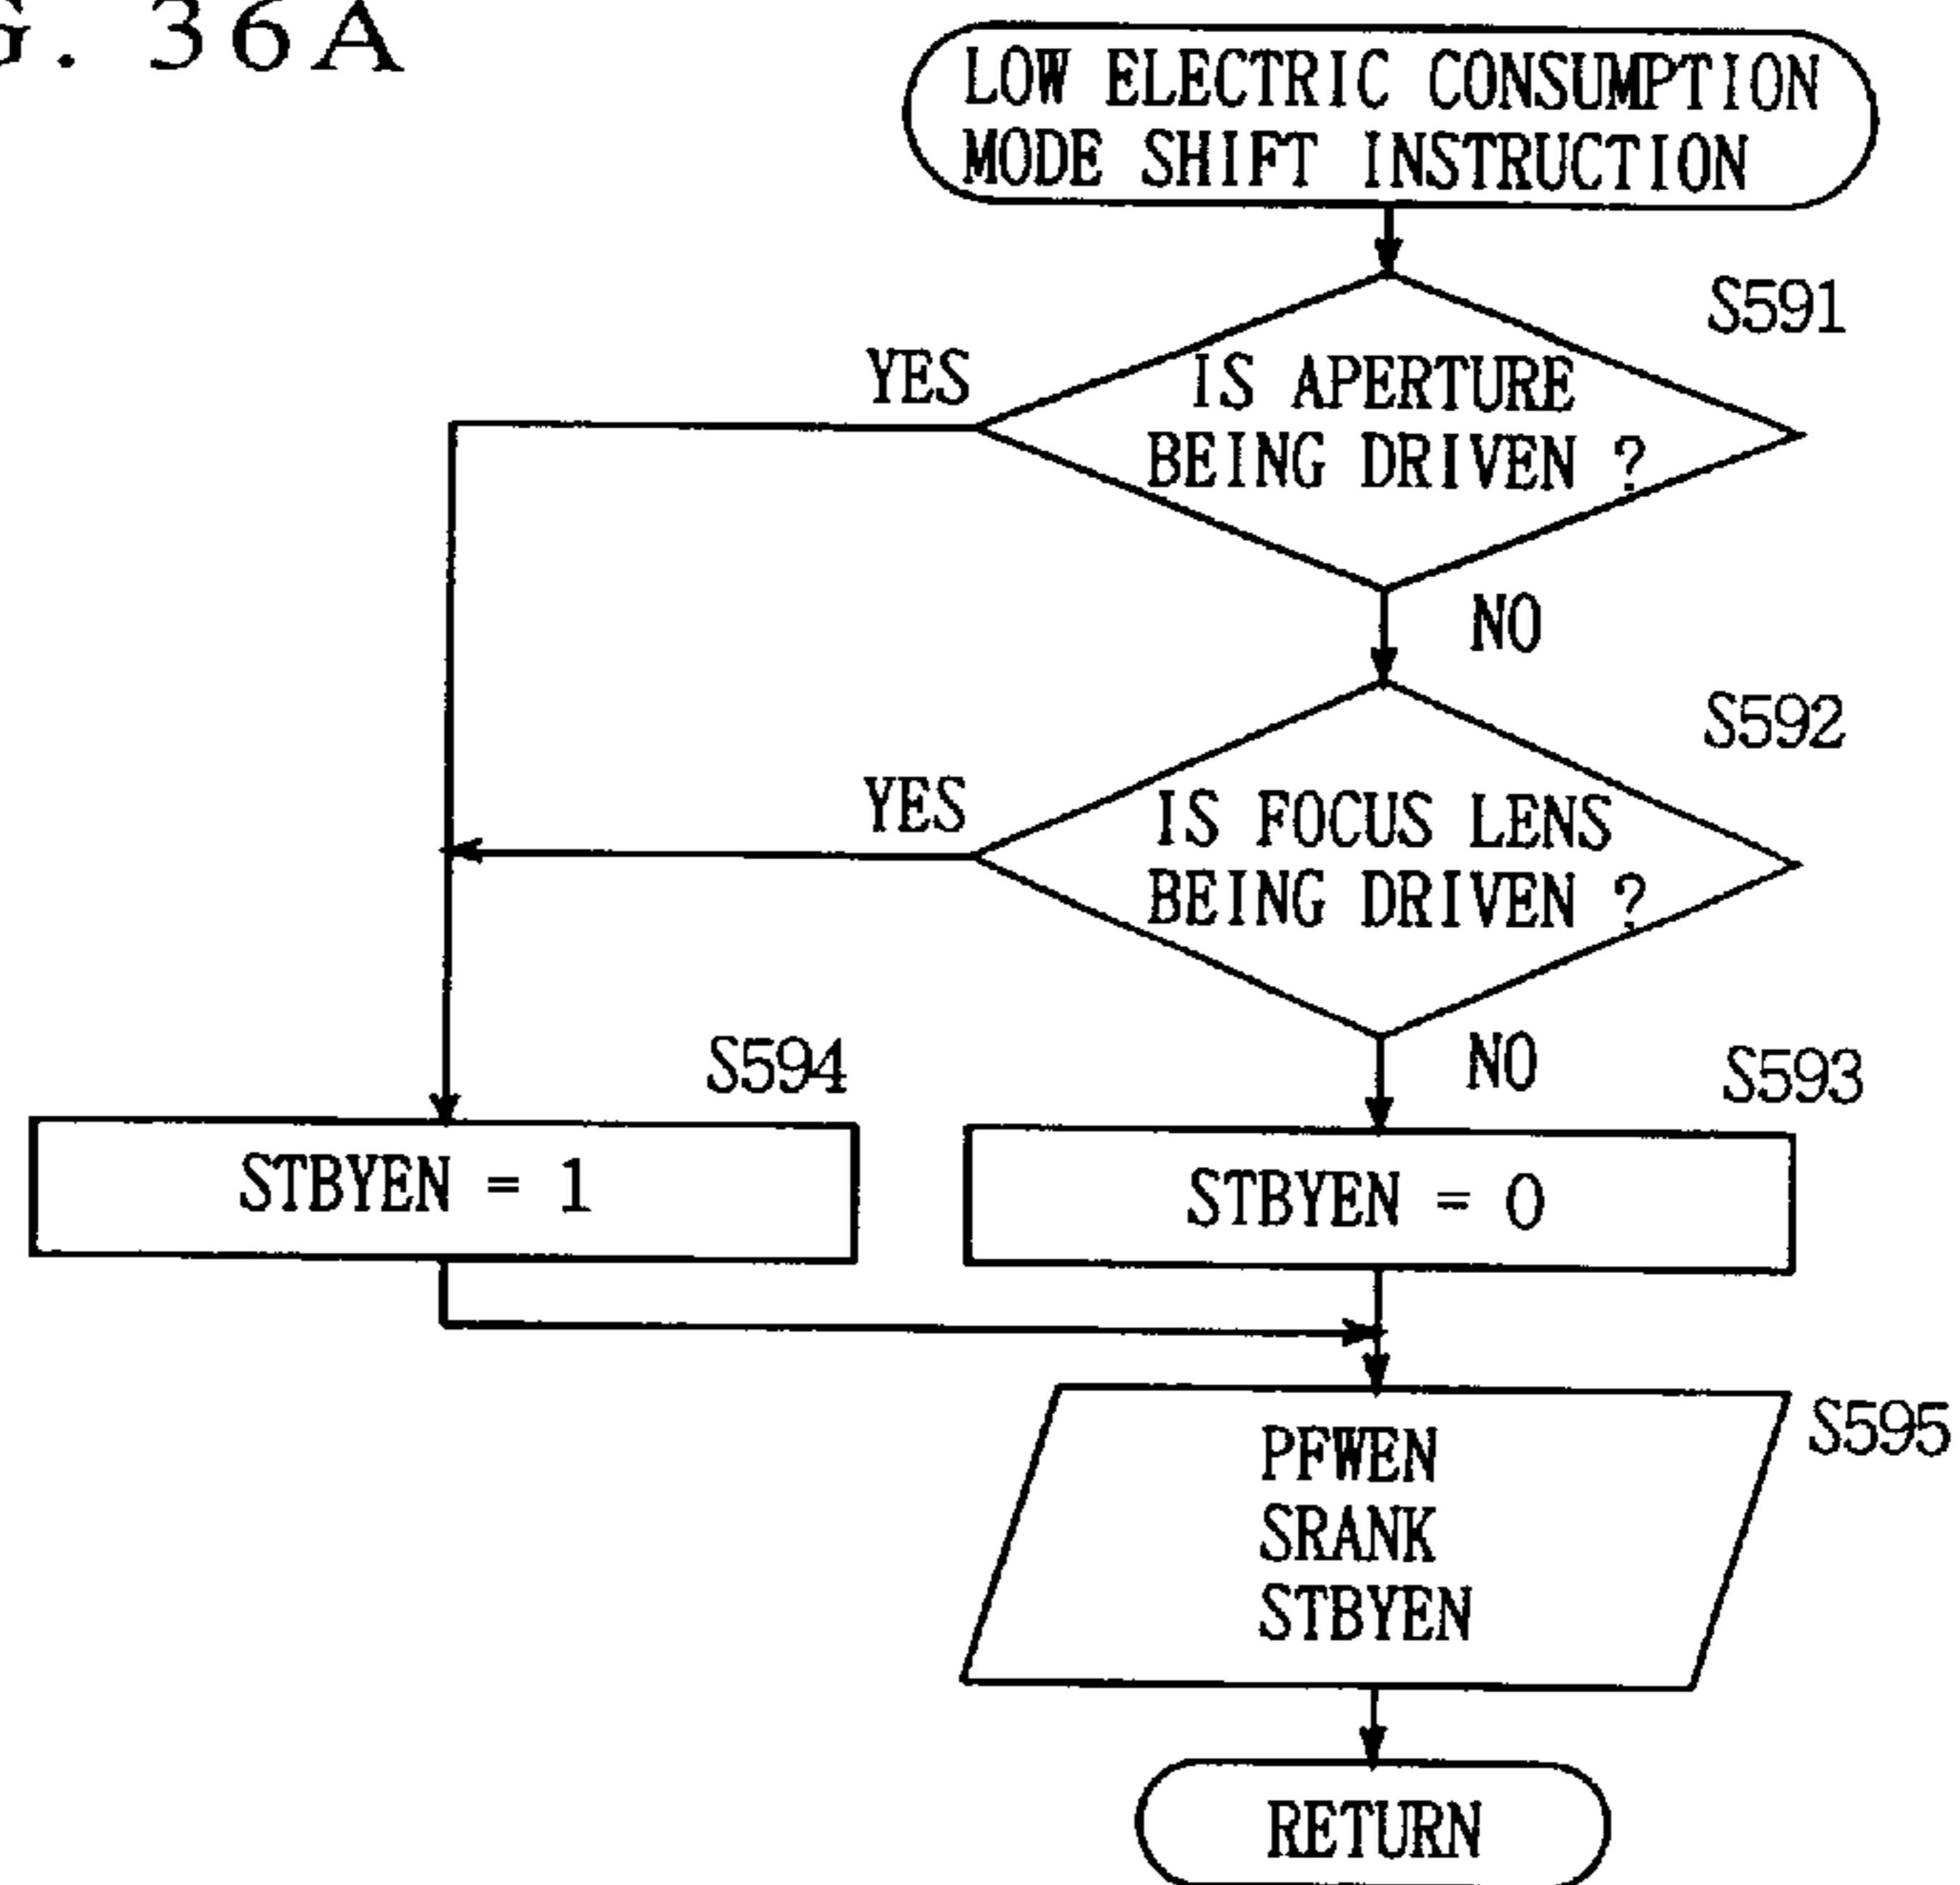 G. 36A
LOW ELECTRIC CONSUMPTION
MODE SHIFT INSTRUCTION
S591
YES
IS APERTURE
BEING DRIVEN ?
NO
S592
YES
IS FOCUS LENS
BEING DRIVEN ?
NO
S594
S593
STBYEN = 1
STBYEN = 0
S595
PFWEN
SRANK
STBYEN
RETURN